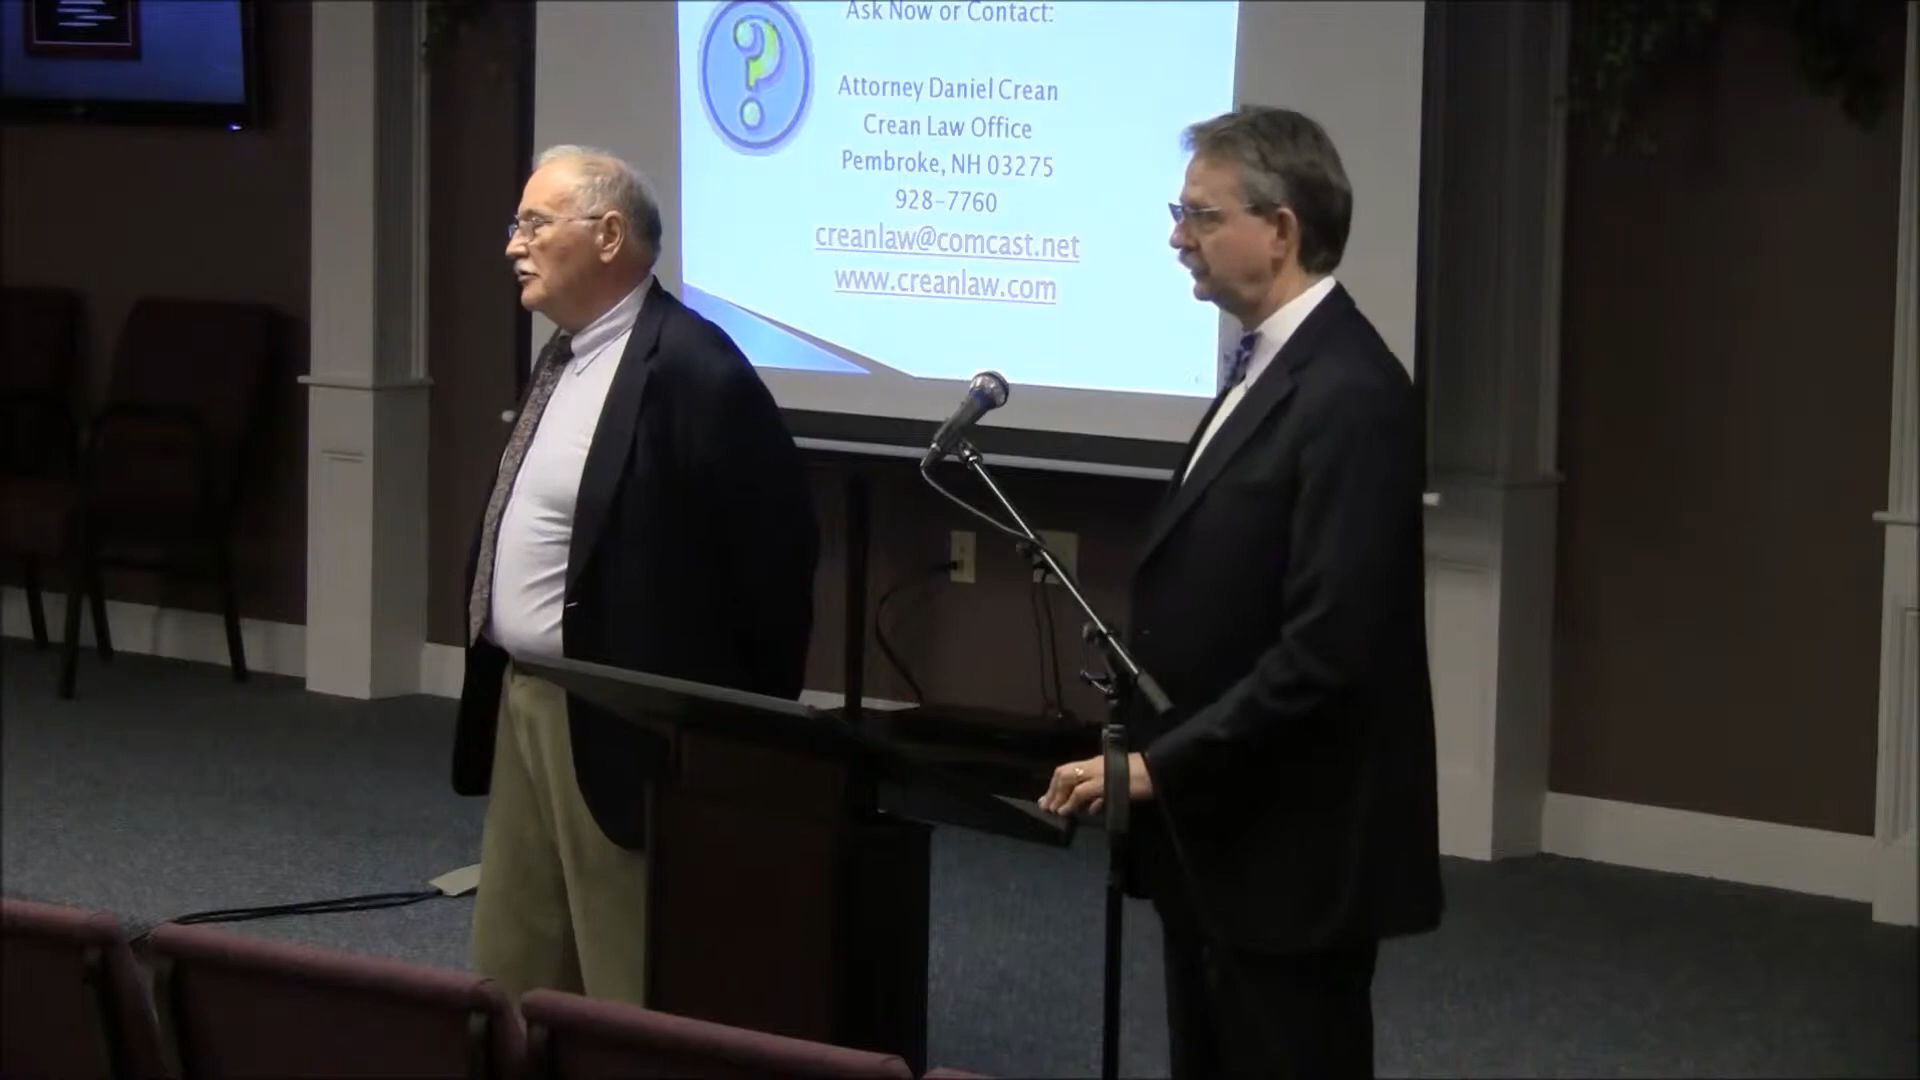 Ask Now or Contact:
Attorney Daniel Crean
Crean Law Office
Pembroke, NH 03275
928-7760
creanlaw@comcast.net
www.creanlaw.com